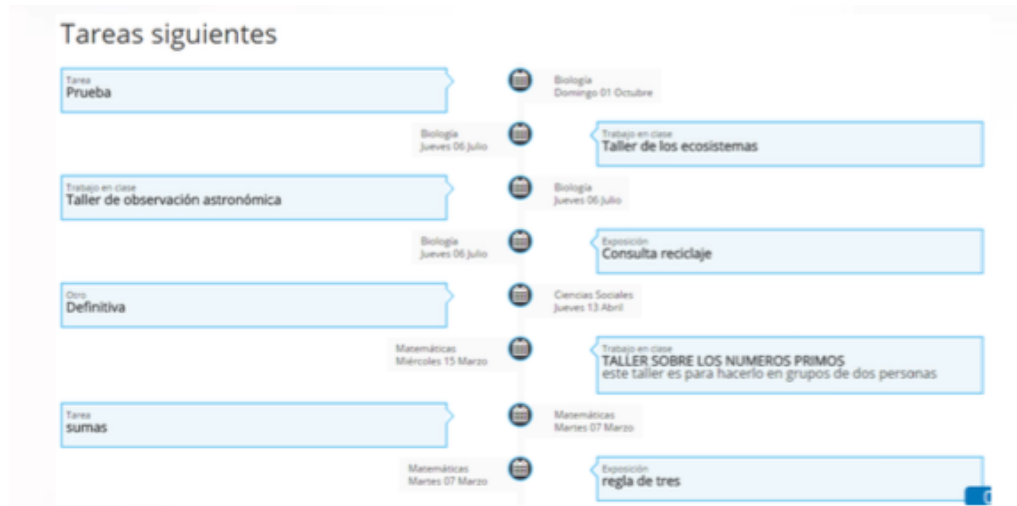 Tareas siguientes
Tarea
Prueba
Biología
Domingo 01 Octubre
Biología
Jueves 06 Julio
Trabajo en clase
Taller de los ecosistemas
Trabajo en clase
Taller de observación astronómica
Biología
Jueves 06 Julio
Biología
Jueves 06 Julio
Exposición
Consulta reciclaje
Otro
Definitiva
Ciencias Sociales
Jueves 13 Abril
Matemáticas
Miércoles 15 Marzo
Trabajo en clase
TALLER SOBRE LOS NUMEROS PRIMOS
este taller es para hacerlo en grupos de dos personas
Tarea
sumas
Matemáticas
Martes 07 Marzo
Matemáticas
Martes 07 Marzo
Exposición
regla de tres